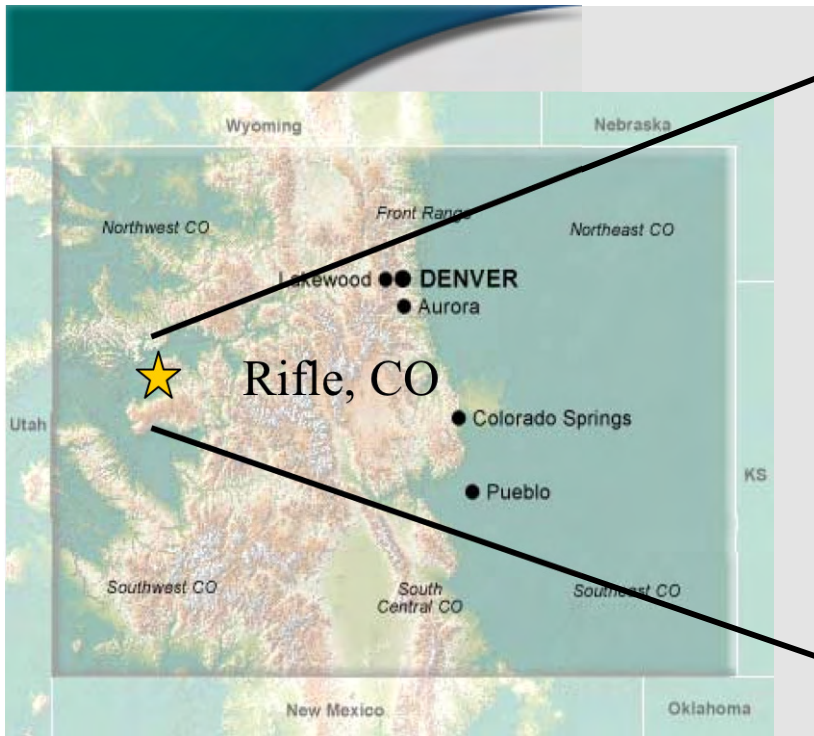 Wyoming
Nebraska
Northwest CO
Front Range
Northeast CO
Lakewood
DENVER
Aurora
Rifle, CO
Utah
Colorado Springs
KS
Pueblo
Southwest CO
South
Central CO
Southeast CO
New Mexico
Oklahoma